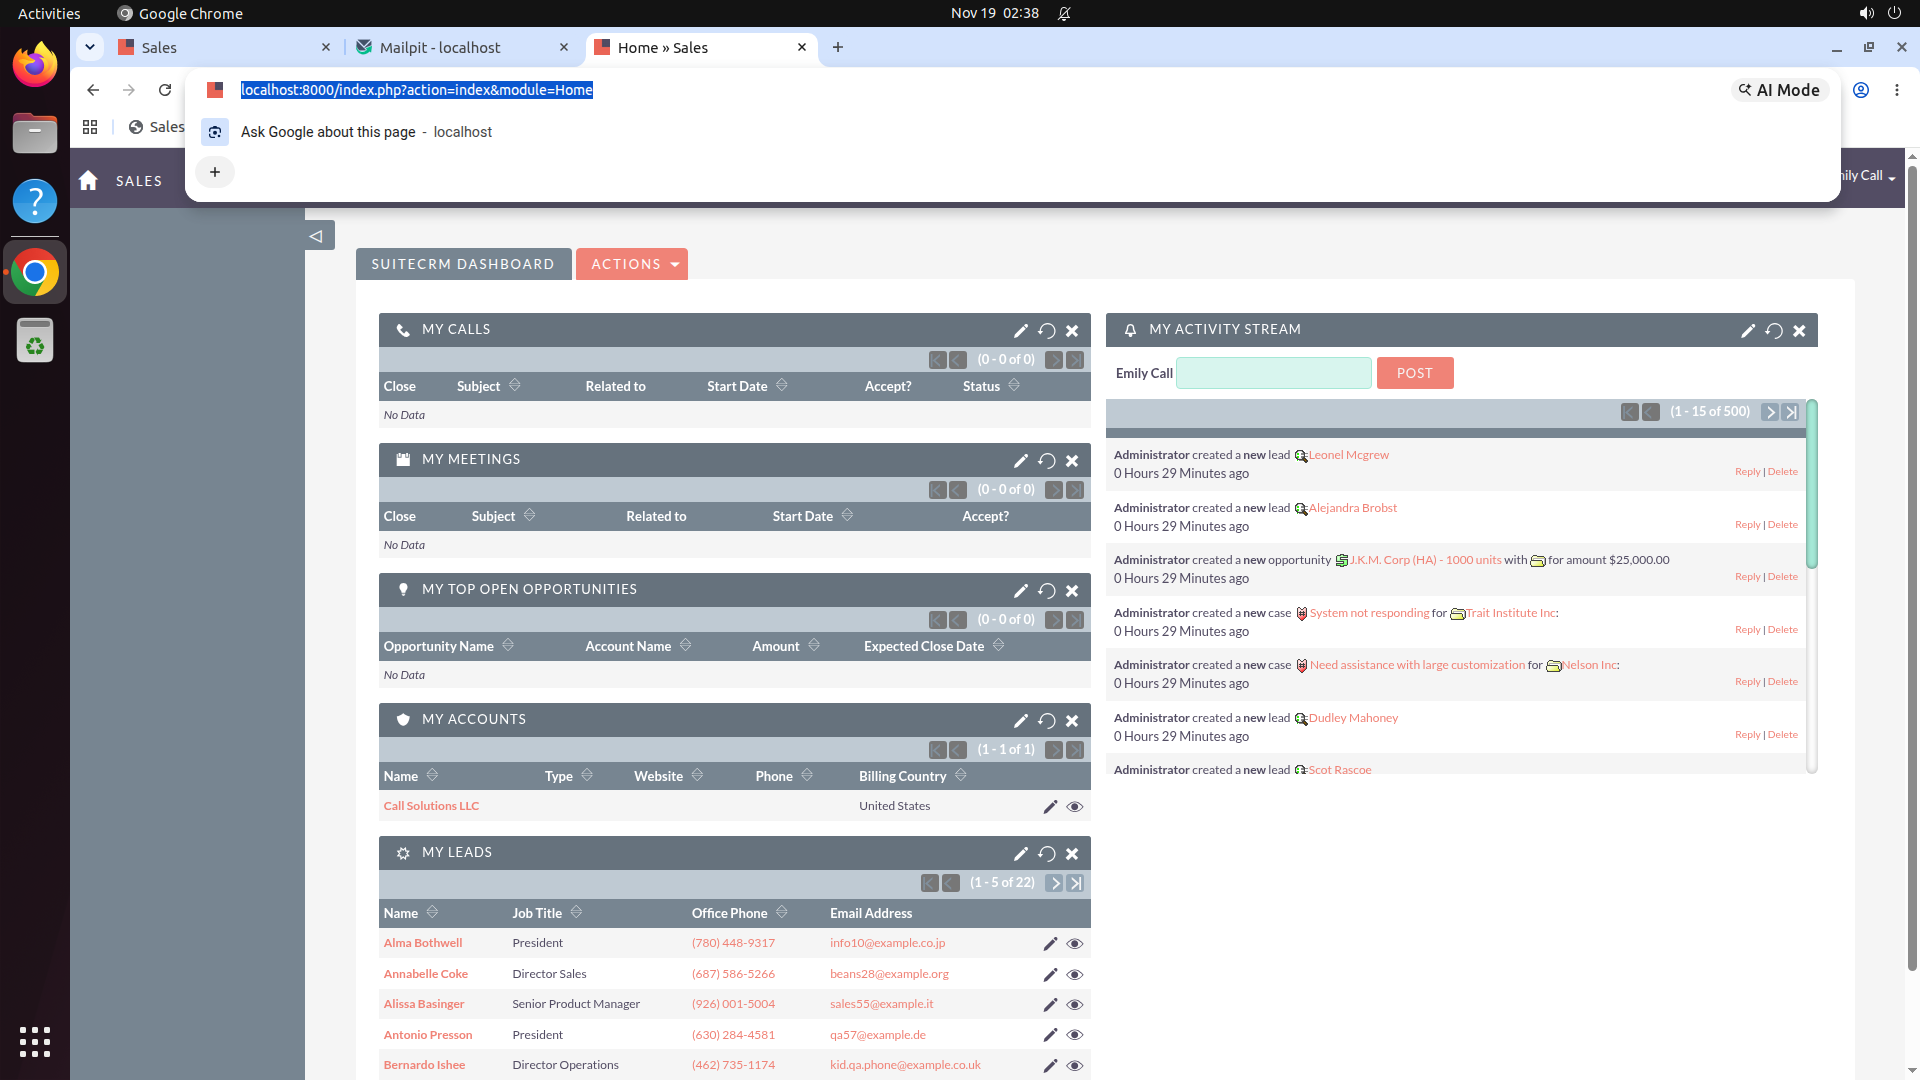 Activities
Google Chrome
Nov 19 02:38
Sales
Mailpit - localhost
Home » Sales
localhost:8000/index.php?action=index&module=Home
AI Mode
Sales
Ask Google about this page - localhost
SALES
ily Call
SUITECRM DASHBOARD
ACTIONS
MY CALLS
(0 - 0 of 0)
Close Subject Related to Start Date Accept? Status
No Data
MY MEETINGS
(0 - 0 of 0)
Close Subject Related to Start Date Accept?
No Data
MY TOP OPEN OPPORTUNITIES
(0 - 0 of 0)
Opportunity Name Account Name Amount Expected Close Date
No Data
MY ACCOUNTS
(1 - 1 of 1)
Name Type Website Phone Billing Country
Call Solutions LLC United States
MY LEADS
(1 - 5 of 22)
Name Job Title Office Phone Email Address
Alma Bothwell President (780) 448-9317 info10@example.co.jp
Annabelle Coke Director Sales (687) 586-5266 beans28@example.org
Alissa Basinger Senior Product Manager (926) 001-5004 sales55@example.it
Antonio Presson President (630) 284-4581 qa57@example.de
Bernardo Ishee Director Operations (462) 735-1174 kid.qa.phone@example.co.uk
MY ACTIVITY STREAM
Emily Call
POST
(1 - 15 of 500)
Administrator created a new lead Leonel Mcgrew
0 Hours 29 Minutes ago
Reply | Delete
Administrator created a new lead Alejandra Brobst
0 Hours 29 Minutes ago
Reply | Delete
Administrator created a new opportunity J.K.M. Corp (HA) - 1000 units with for amount $25,000.00
0 Hours 29 Minutes ago
Reply | Delete
Administrator created a new case System not responding for Trait Institute Inc:
0 Hours 29 Minutes ago
Reply | Delete
Administrator created a new case Need assistance with large customization for Nelson Inc:
0 Hours 29 Minutes ago
Reply | Delete
Administrator created a new lead Dudley Mahoney
0 Hours 29 Minutes ago
Reply | Delete
Administrator created a new lead Scot Rascoe